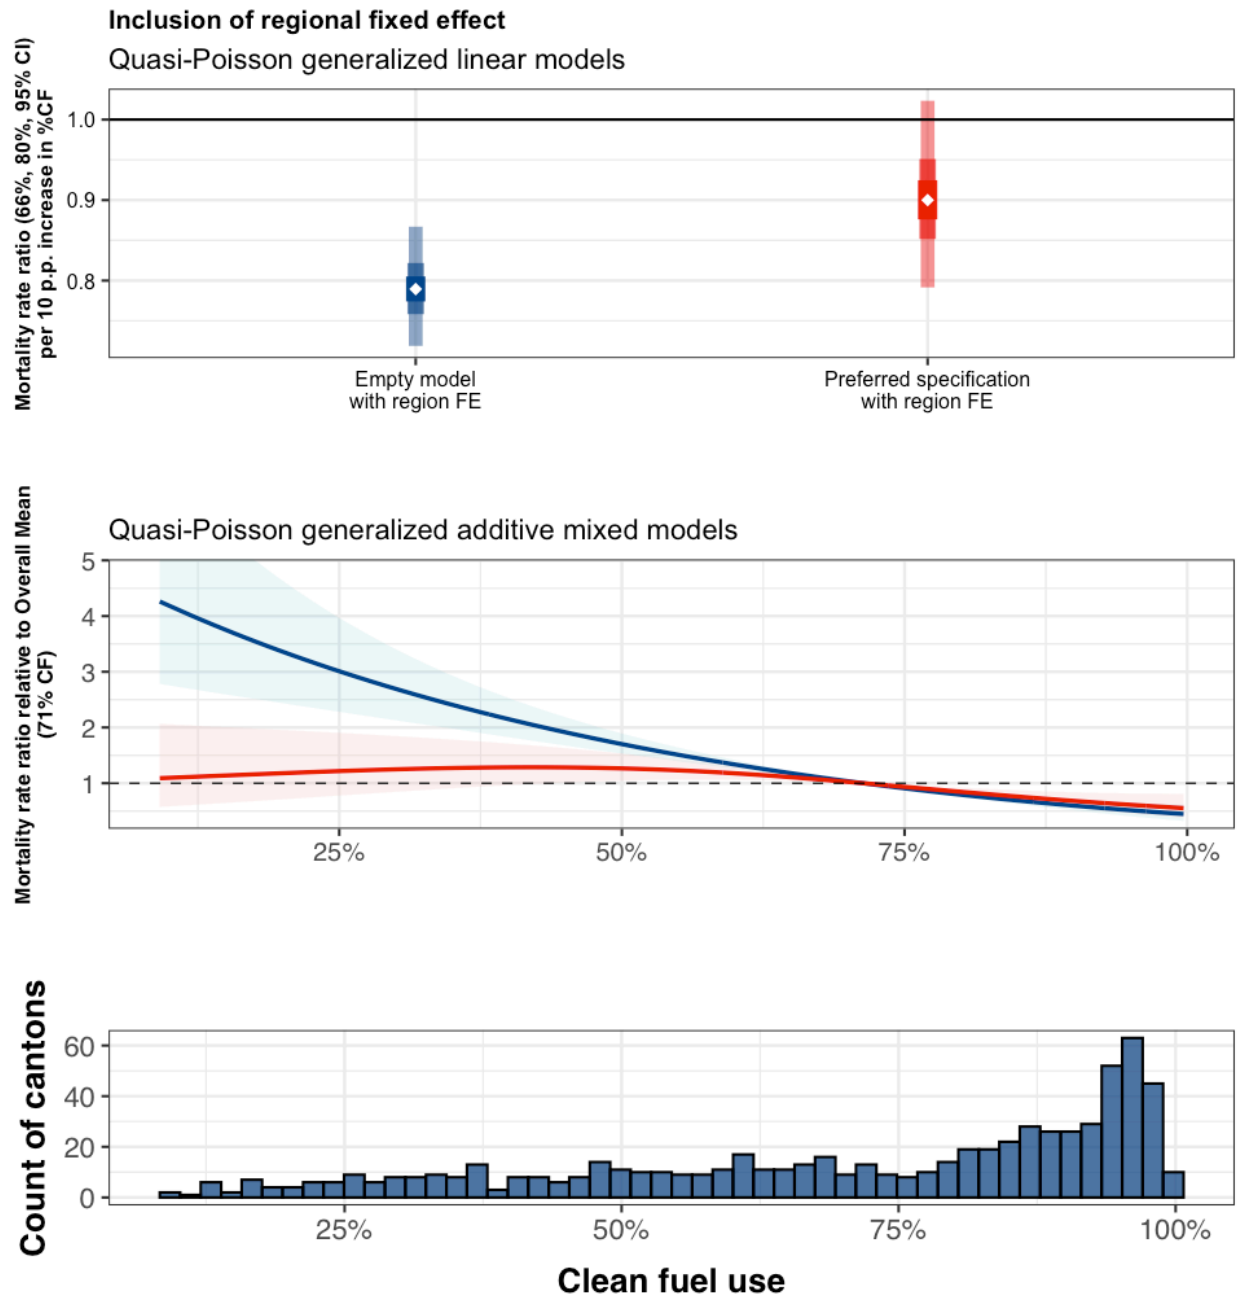 Inclusion of regional fixed effect
Quasi-Poisson generalized linear models
Mortality rate ratio (66%, 80%, 95% CI)
per 10 p.p. increase in %CF
1.0
0.9
0.8
Empty model
with region FE
Preferred specification
with region FE
Quasi-Poisson generalized additive mixed models
Mortality rate ratio relative to Overall Mean
(71% CF)
5
4
3
2
1
25%
50%
75%
100%
Count of cantons
60
40
20
0
25%
50%
75%
100%
Clean fuel use